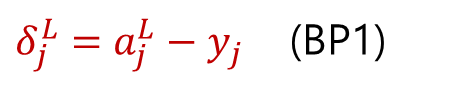 δ_j^L = a_j^L − y_j (BP1)